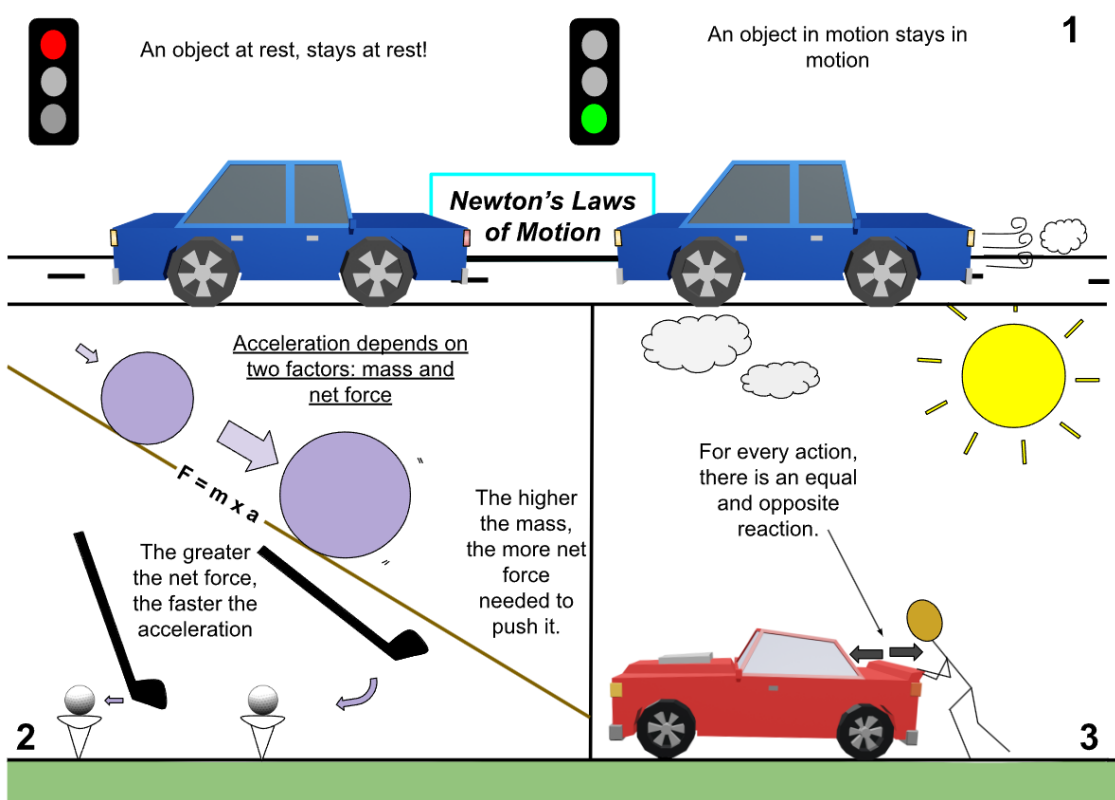 An object at rest, stays at rest!
An object in motion stays in
motion
1
Newton's Laws
of Motion
Acceleration depends on
two factors: mass and
net force
F = m x a
The greater
the net force,
the faster the
acceleration
The higher
the mass,
the more net
force
needed to
push it.
2
For every action,
there is an equal
and opposite
reaction.
3